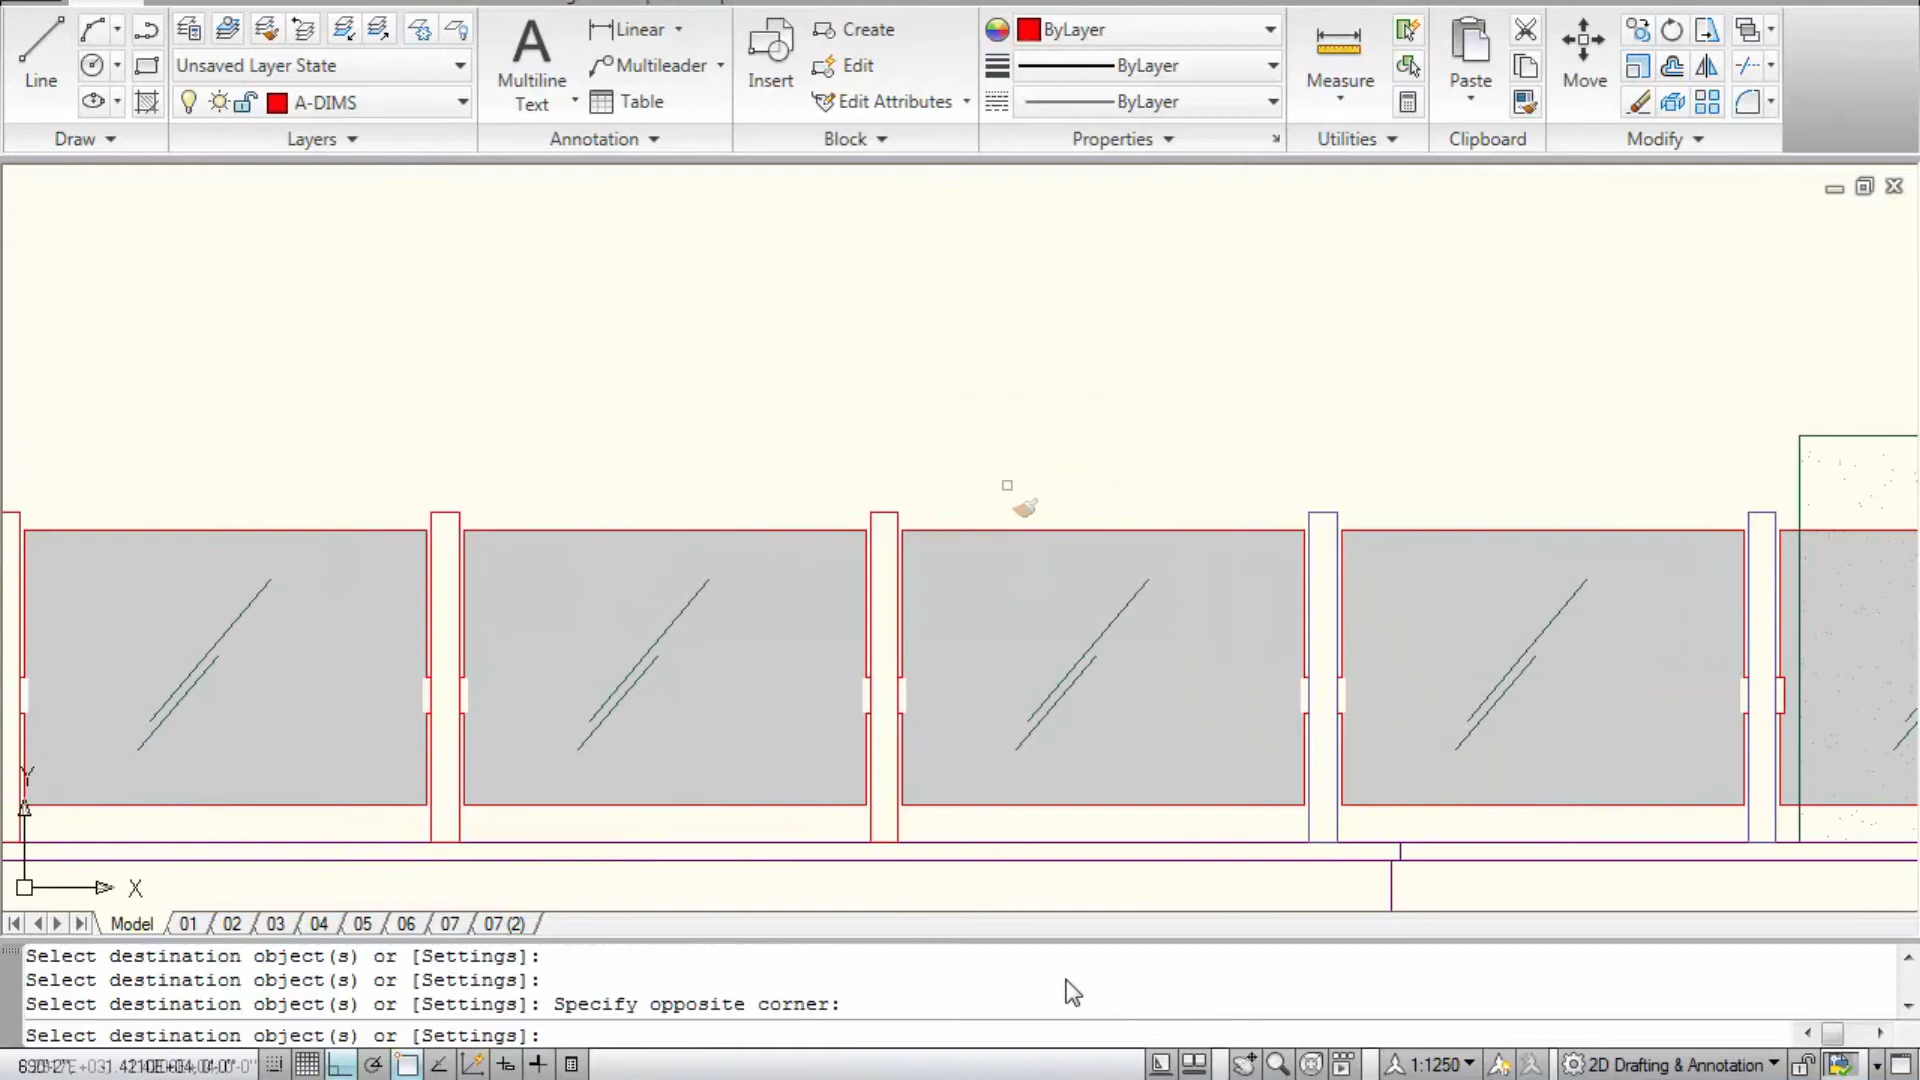 Line
Unsaved Layer State
A-DIMS
Multiline
Text
Linear
Multileader
Table
Insert
Create
Edit
Edit Attributes
ByLayer
ByLayer
ByLayer
Measure
Paste
Move
Draw
Layers
Annotation
Block
Properties
Utilities
Clipboard
Modify
Y
X
Model
01
02
03
04
05
06
07
07 (2)
Select destination object(s) or [Settings]:
Select destination object(s) or [Settings]:
Select destination object(s) or [Settings]: Specify opposite corner:
Select destination object(s) or [Settings]:
1:1250
2D Drafting & Annotation